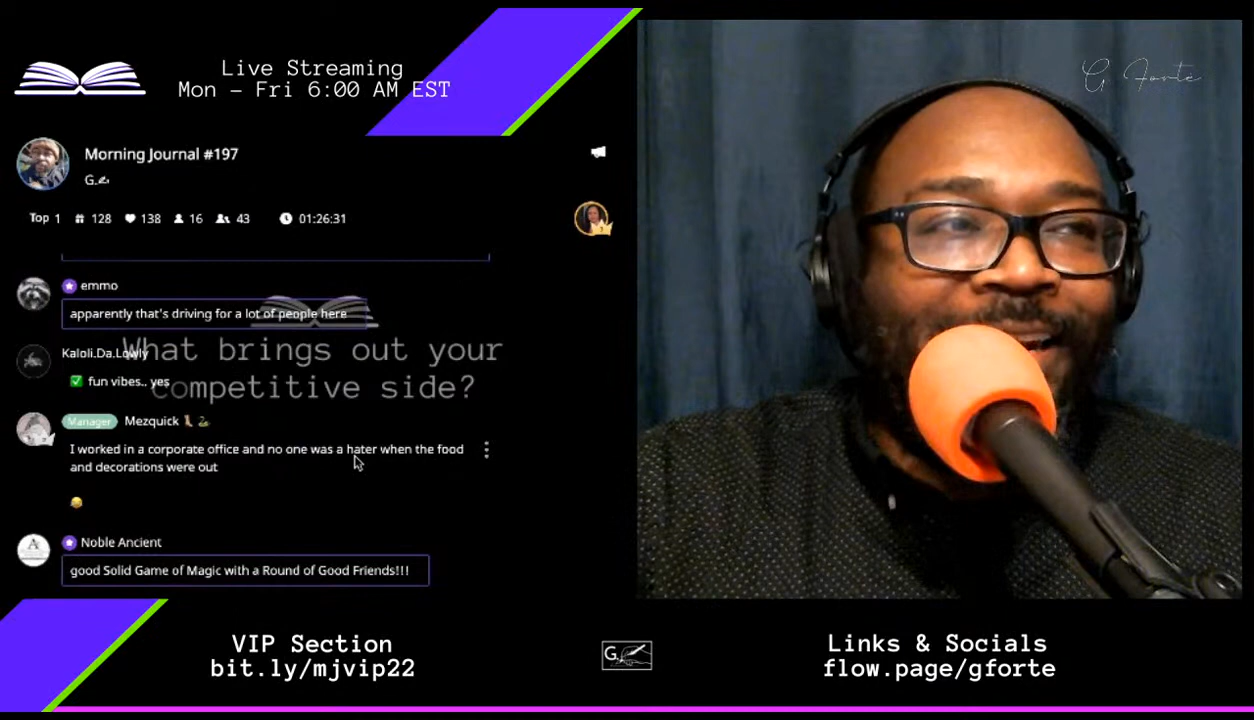 Live Streaming
Mon – Fri 6:00 AM EST
G Forte
Morning Journal #197
G.✍
Top 1 128 138 16 43 01:26:31
emmo
apparently that's driving for a lot of people here
What brings out your
competitive side?
Kaloli.Da.Lowly
✅ fun vibes.. yes
Manager Mezquick
I worked in a corporate office and no one was a hater when the food
and decorations were out
😂
Noble Ancient
good Solid Game of Magic with a Round of Good Friends!!!
VIP Section
bit.ly/mjvip22
G.
Links & Socials
flow.page/gforte